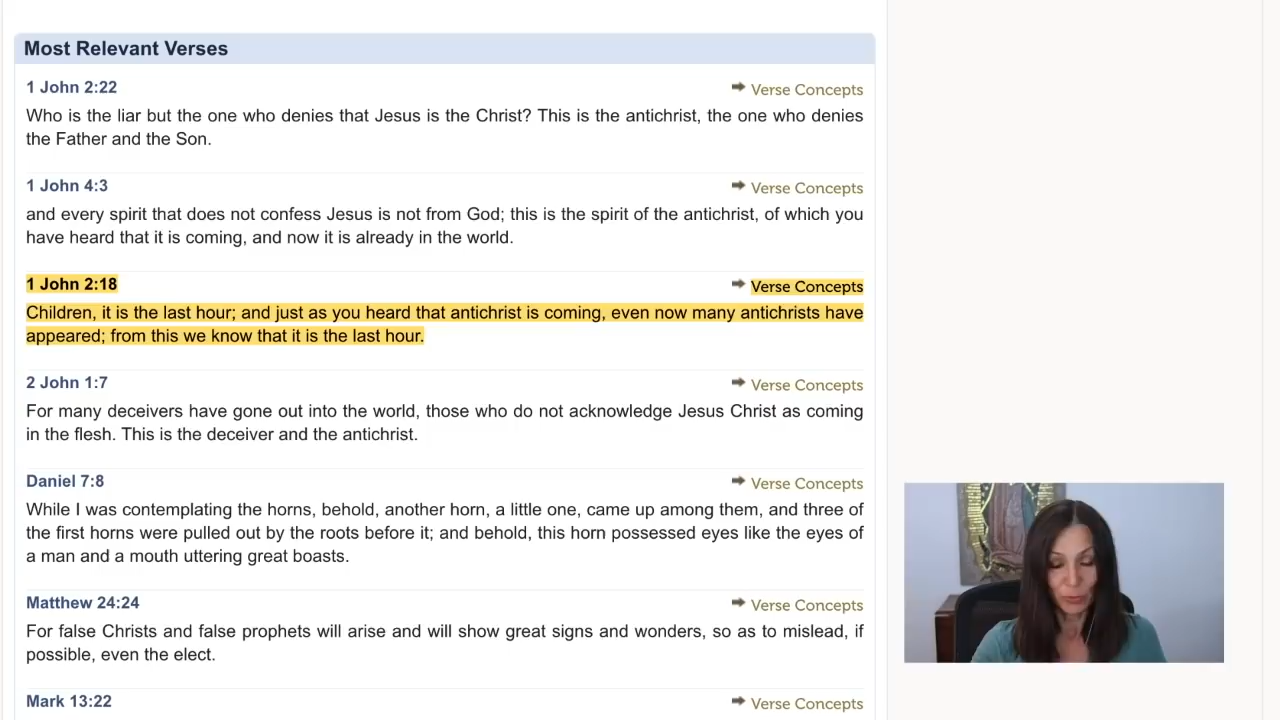 Most Relevant Verses
1 John 2:22
Verse Concepts
Who is the liar but the one who denies that Jesus is the Christ? This is the antichrist, the one who denies
the Father and the Son.
1 John 4:3
Verse Concepts
and every spirit that does not confess Jesus is not from God; this is the spirit of the antichrist, of which you
have heard that it is coming, and now it is already in the world.
1 John 2:18
Verse Concepts
Children, it is the last hour; and just as you heard that antichrist is coming, even now many antichrists have
appeared; from this we know that it is the last hour.
2 John 1:7
Verse Concepts
For many deceivers have gone out into the world, those who do not acknowledge Jesus Christ as coming
in the flesh. This is the deceiver and the antichrist.
Daniel 7:8
Verse Concepts
While I was contemplating the horns, behold, another horn, a little one, came up among them, and three of
the first horns were pulled out by the roots before it; and behold, this horn possessed eyes like the eyes of
a man and a mouth uttering great boasts.
Matthew 24:24
Verse Concepts
For false Christs and false prophets will arise and will show great signs and wonders, so as to mislead, if
possible, even the elect.
Mark 13:22
Verse Concepts